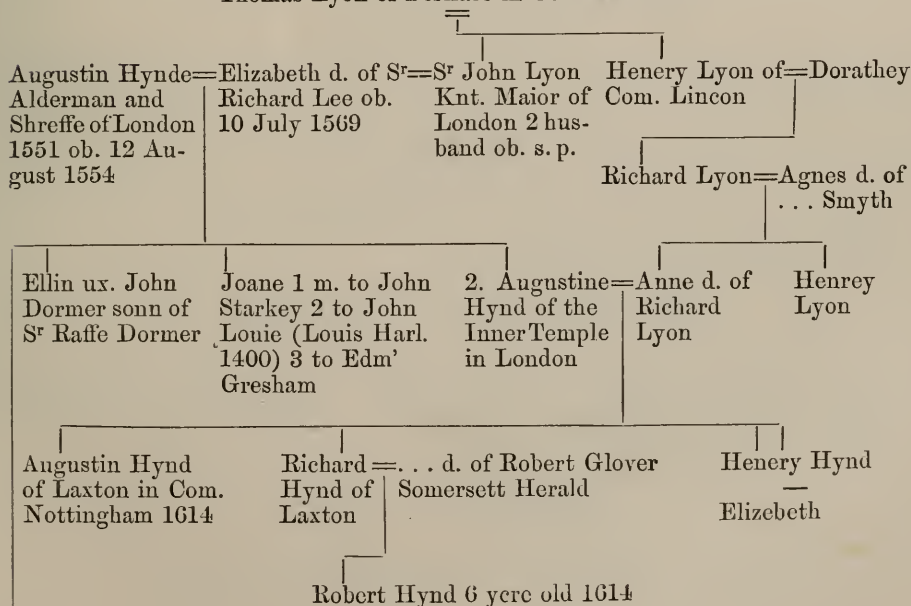 Augustin Hynde=Elizabeth d. of Sʳ=Sʳ John Lyon
Alderman and Richard Lee ob. Knt. Maior of
Shreffe of London 10 July 1569 London 2 hus-
1551 ob. 12 Au- band ob. s. p.
gust 1554
Henery Lyon of=Dorathey
Com. Lincon
Richard Lyon=Agnes d. of
. . . Smyth
Ellin ux. John
Dormer sonn of
Sʳ Raffe Dormer
Joane 1 m. to John
Starkey 2 to John
Louie (Louis Harl.
1400) 3 to Edm'
Gresham
2. Augustine=Anne d. of
Hynd of the Richard
Inner Temple Lyon
in London
Henrey
Lyon
Augustin Hynd
of Laxton in Com.
Nottingham 1614
Richard=. . . d. of Robert Glover
Hynd of Somersett Herald
Laxton
Henery Hynd
—
Elizebeth
Robert Hynd 6 yere old 1614